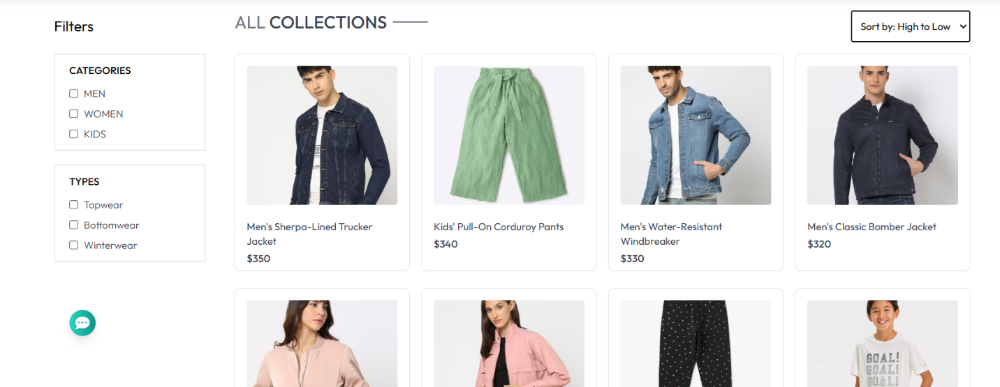 Filters
CATEGORIES
MEN
WOMEN
KIDS
TYPES
Topwear
Bottomwear
Winterwear
ALL COLLECTIONS
Sort by: High to Low
Men's Sherpa-Lined Trucker
Jacket
$350
Kids' Pull-On Corduroy Pants
$340
Men's Water-Resistant
Windbreaker
$330
Men's Classic Bomber Jacket
$320
GOAL!
GOAL!
GOAL!